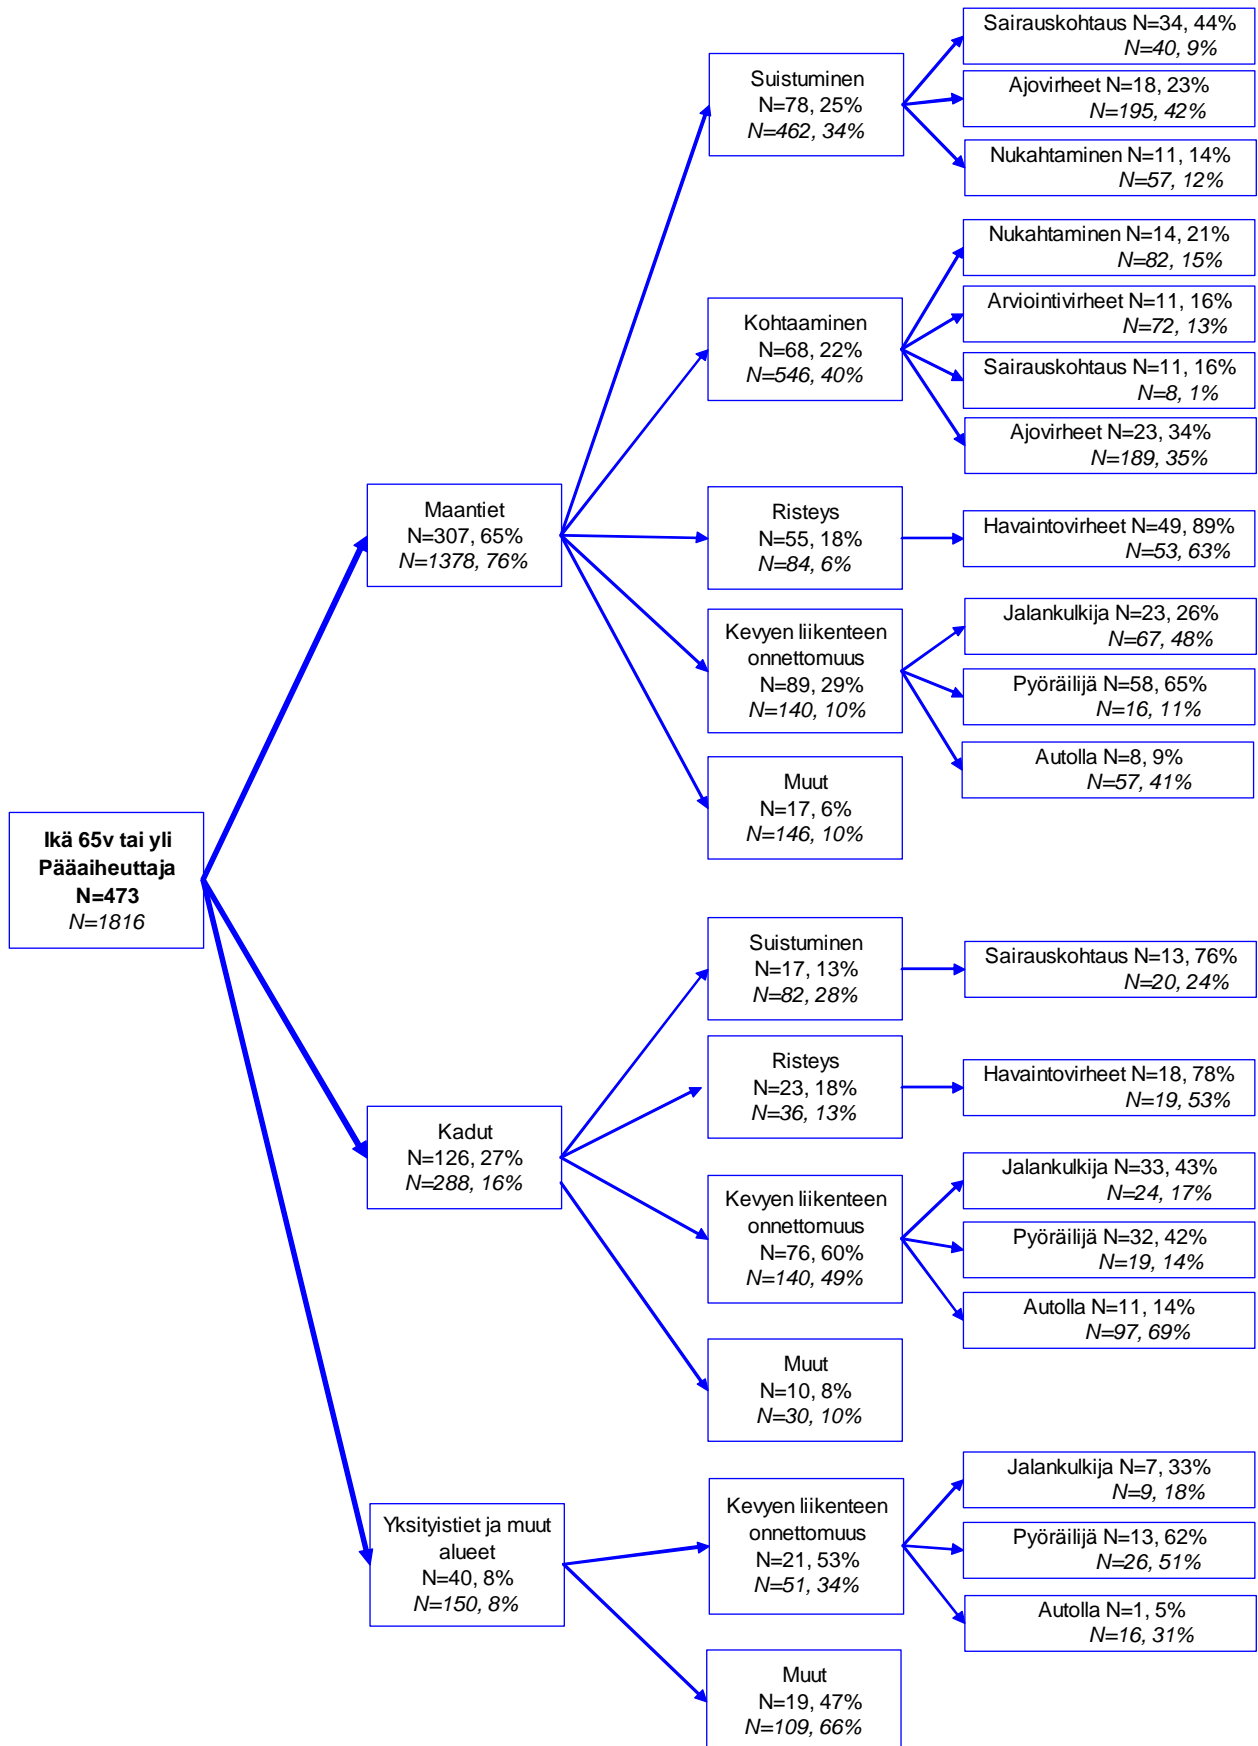 Ikä 65v tai yli
Pääaiheuttaja
N=473
N=1816
Maantiet
N=307, 65%
N=1378, 76%
Suistuminen
N=78, 25%
N=462, 34%
Sairauskohtaus N=34, 44%
N=40, 9%
Ajovirheet N=18, 23%
N=195, 42%
Nukahtaminen N=11, 14%
N=57, 12%
Kohtaaminen
N=68, 22%
N=546, 40%
Nukahtaminen N=14, 21%
N=82, 15%
Arviointivirheet N=11, 16%
N=72, 13%
Sairauskohtaus N=11, 16%
N=8, 1%
Ajovirheet N=23, 34%
N=189, 35%
Risteys
N=55, 18%
N=84, 6%
Havaintovirheet N=49, 89%
N=53, 63%
Kevyen liikenteen
onnettomuus
N=89, 29%
N=140, 10%
Jalankulkija N=23, 26%
N=67, 48%
Pyöräilijä N=58, 65%
N=16, 11%
Autolla N=8, 9%
N=57, 41%
Muut
N=17, 6%
N=146, 10%
Kadut
N=126, 27%
N=288, 16%
Suistuminen
N=17, 13%
N=82, 28%
Sairauskohtaus N=13, 76%
N=20, 24%
Risteys
N=23, 18%
N=36, 13%
Havaintovirheet N=18, 78%
N=19, 53%
Kevyen liikenteen
onnettomuus
N=76, 60%
N=140, 49%
Jalankulkija N=33, 43%
N=24, 17%
Pyöräilijä N=32, 42%
N=19, 14%
Autolla N=11, 14%
N=97, 69%
Muut
N=10, 8%
N=30, 10%
Yksityistiet ja muut
alueet
N=40, 8%
N=150, 8%
Kevyen liikenteen
onnettomuus
N=21, 53%
N=51, 34%
Jalankulkija N=7, 33%
N=9, 18%
Pyöräilijä N=13, 62%
N=26, 51%
Autolla N=1, 5%
N=16, 31%
Muut
N=19, 47%
N=109, 66%